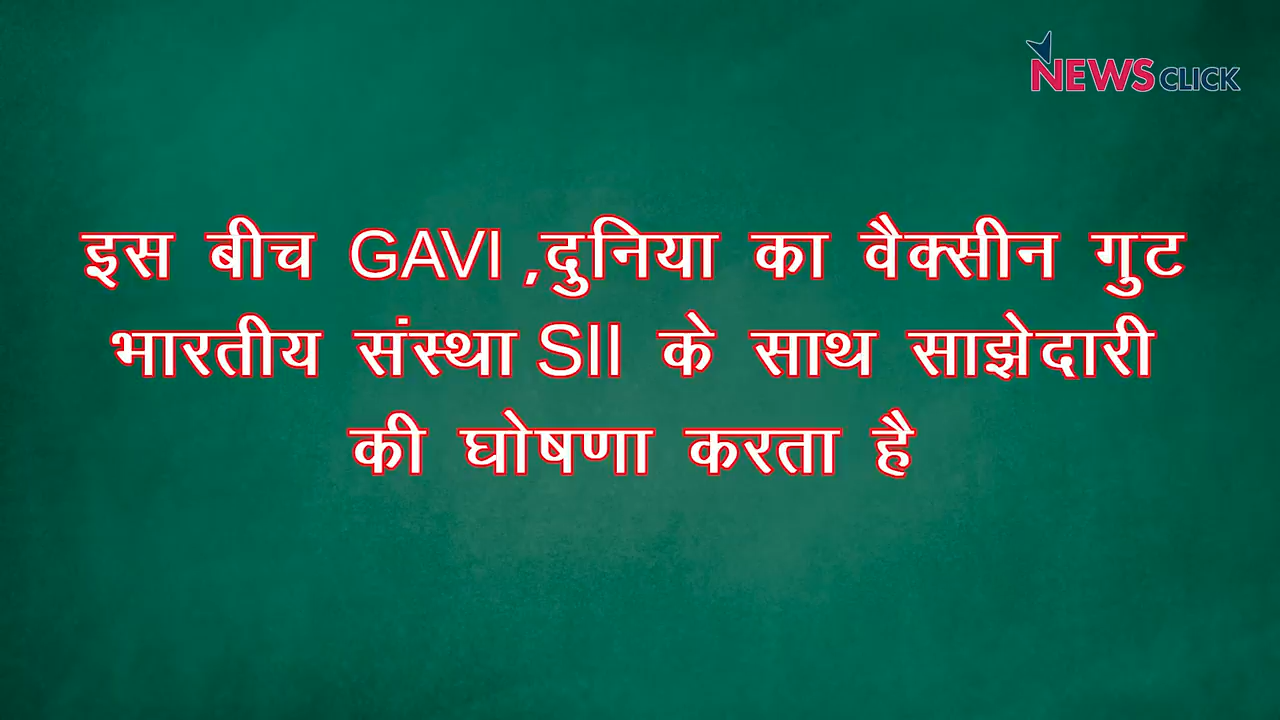 NEWSCLICK
इस बीच GAVI ,दुनिया का वैक्सीन गुट
भारतीय संस्था SII के साथ साझेदारी
की घोषणा करता है